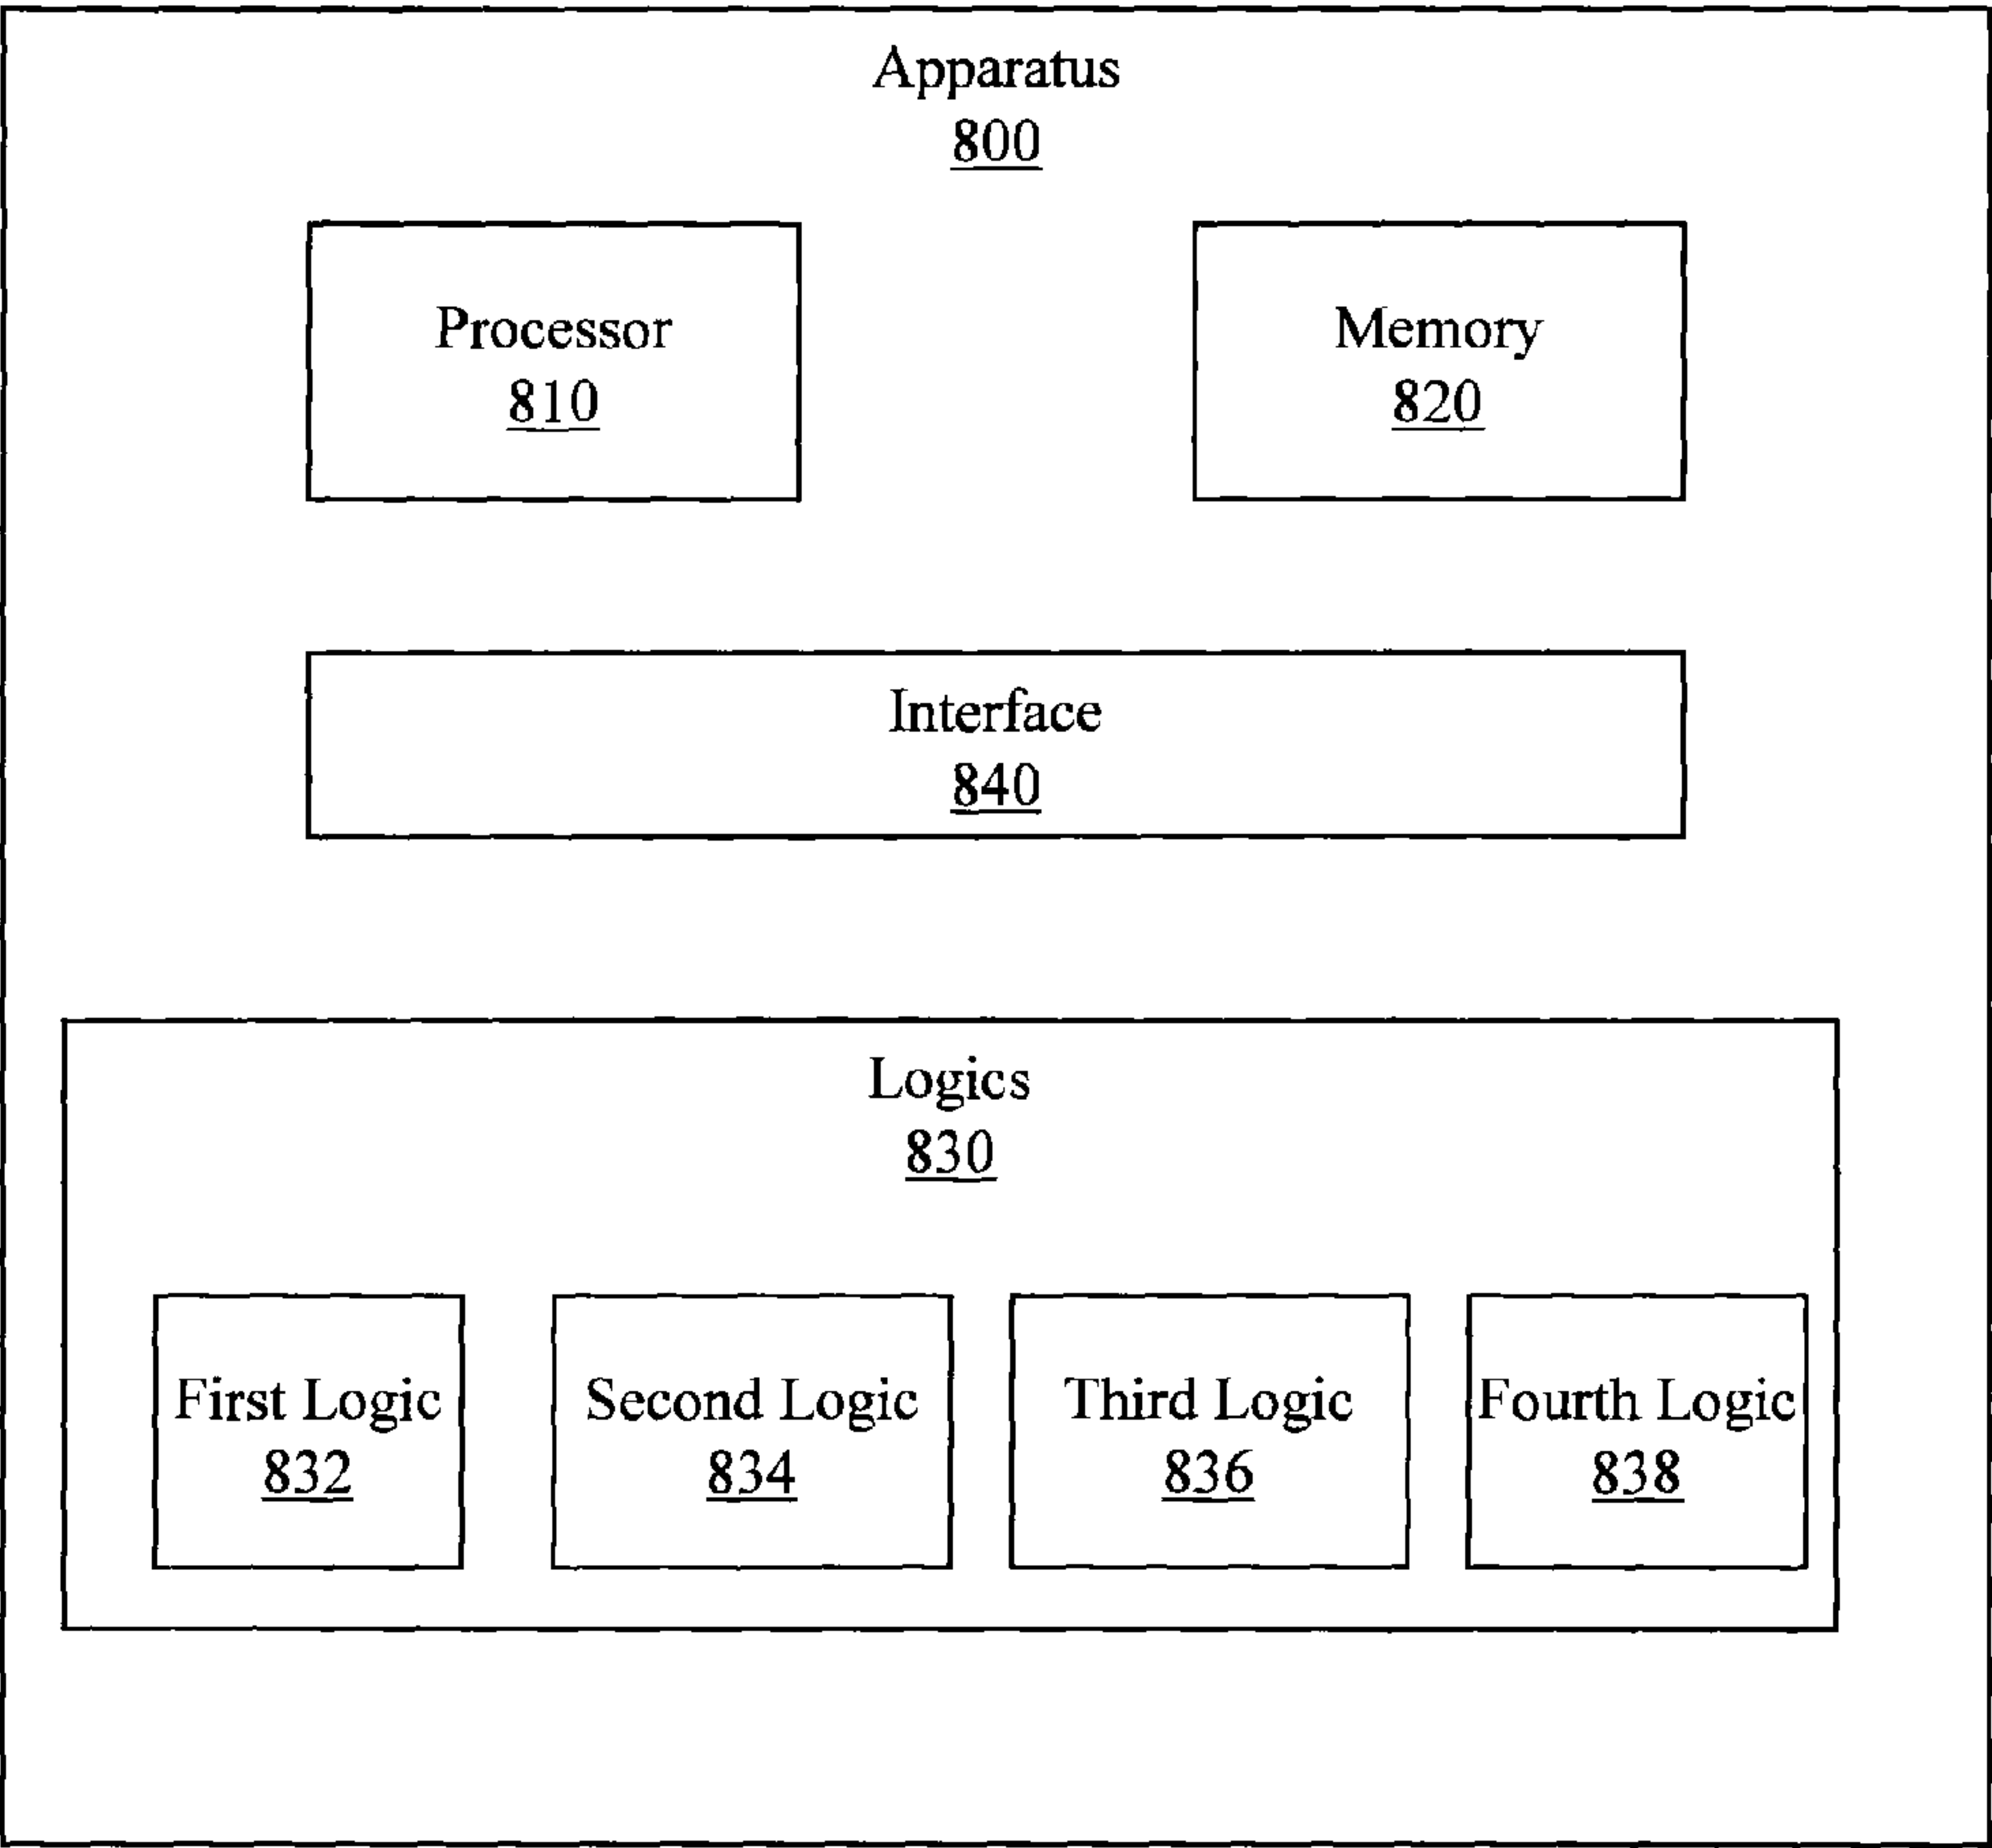 Apparatus
800
Processor
810
Memory
820
Interface
840
Logics
830
First Logic
832
Second Logic
834
Third Logic
836
Fourth Logic
838